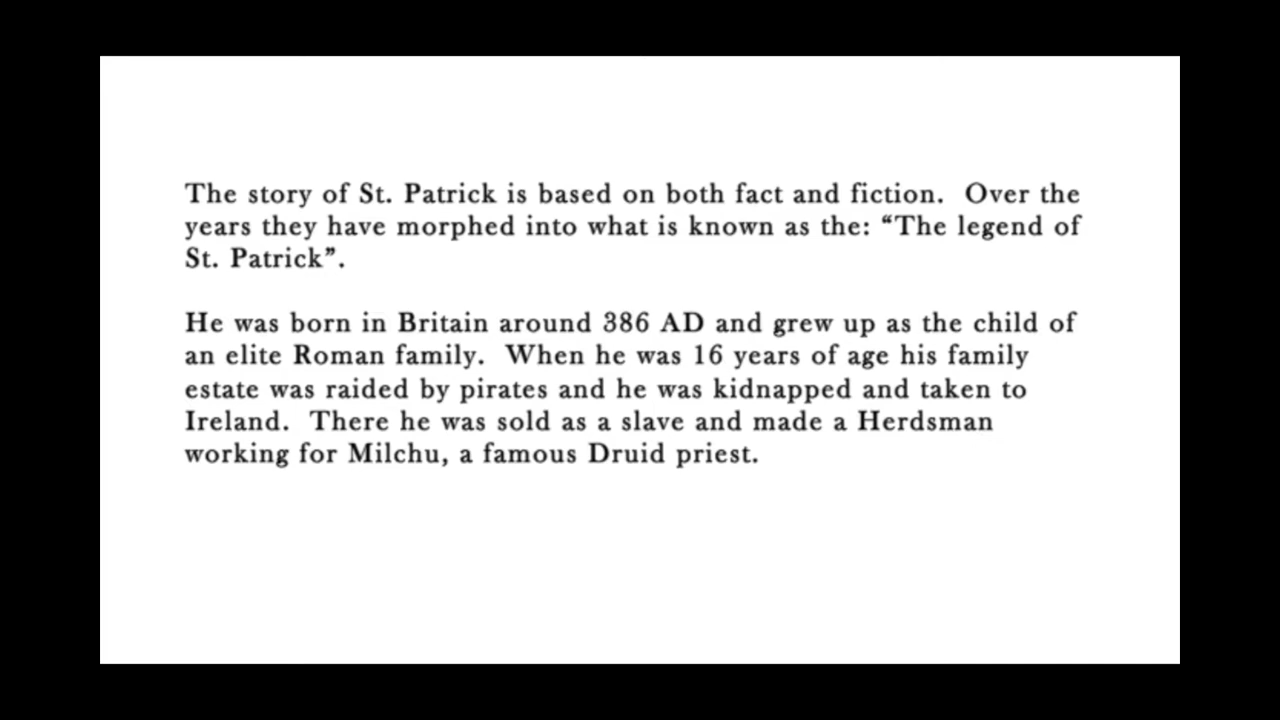 The story of St. Patrick is based on both fact and fiction.  Over the
years they have morphed into what is known as the: “The legend of
St. Patrick”.
He was born in Britain around 386 AD and grew up as the child of
an elite Roman family.  When he was 16 years of age his family
estate was raided by pirates and he was kidnapped and taken to
Ireland.  There he was sold as a slave and made a Herdsman
working for Milchu, a famous Druid priest.